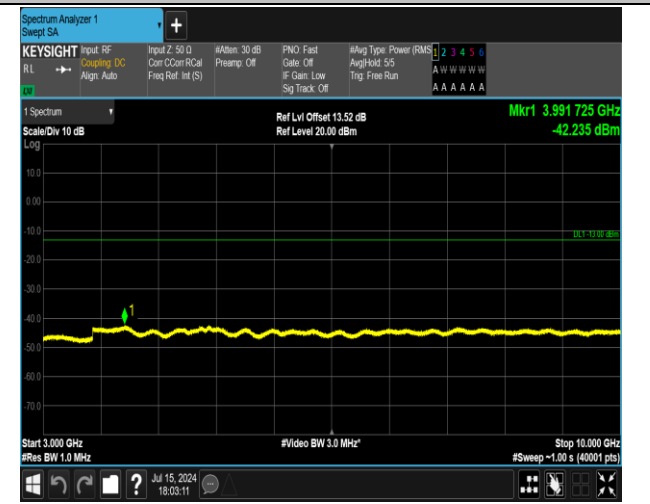 Spectrum Analyzer 1
Swept SA
+
KEYSIGHT Input: RF Input Z: 50 Ω #Atten: 30 dB PNO: Fast #Avg Type: Power (RMS 1 2 3 4 5 6
RL Coupling: DC Corr CCorr RCal Preamp: Off Gate: Off Avg|Hold: 5/5 A W W W W W
Align: Auto Freq Ref: Int (S) IF Gain: Low Trig: Free Run
Sig Track: Off A A A A A A
1 Spectrum Ref Lvl Offset 13.52 dB Mkr1 3.991 725 GHz
Scale/Div 10 dB Ref Level 20.00 dBm -42.235 dBm
Log
10.0
0.00
-10.0
DL1 -13.00 dBm
-20.0
-30.0
-40.0
1
-50.0
-60.0
-70.0
Start 3.000 GHz #Video BW 3.0 MHz* Stop 10.000 GHz
#Res BW 1.0 MHz #Sweep ~1.00 s (40001 pts)
? Jul 15, 2024
18:03:11